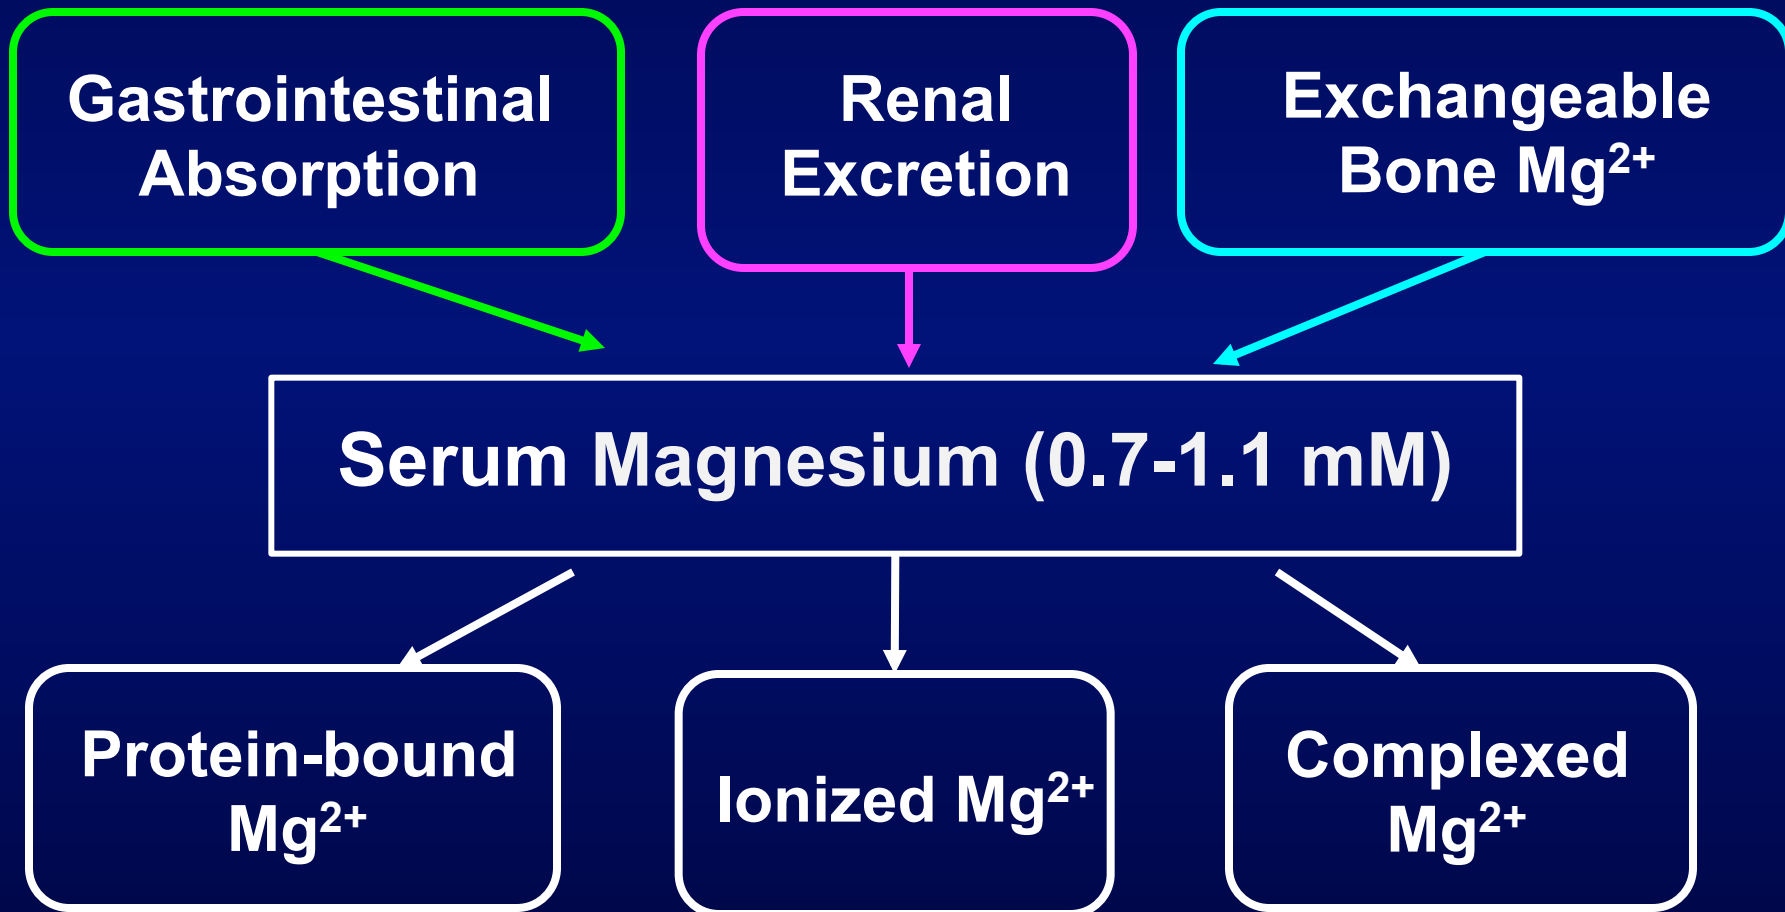 Gastrointestinal
Absorption
Renal
Excretion
Exchangeable
Bone Mg²⁺
Serum Magnesium (0.7-1.1 mM)
Protein-bound
Mg²⁺
Ionized Mg²⁺
Complexed
Mg²⁺